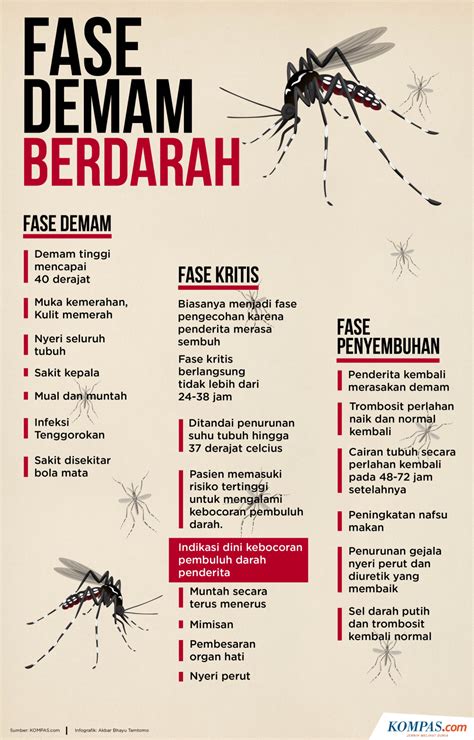 FASE
DEMAM
BERDARAH
FASE DEMAM
Demam tinggi
mencapai
40 derajat
Muka kemerahan,
Kulit memerah
Nyeri seluruh
tubuh
Sakit kepala
Mual dan muntah
Infeksi
Tenggorokan
Sakit disekitar
bola mata
FASE KRITIS
Biasanya menjadi fase
pengecohan karena
penderita merasa
sembuh
Fase kritis
berlangsung
tidak lebih dari
24-38 jam
Ditandai penurunan
suhu tubuh hingga
37 derajat celcius
Pasien memasuki
risiko tertinggi
untuk mengalami
kebocoran pembuluh
darah.
Indikasi dini kebocoran
pembuluh darah
penderita
Muntah secara
terus menerus
Mimisan
Pembesaran
organ hati
Nyeri perut
FASE
PENYEMBUHAN
Penderita kembali
merasakan demam
Trombosit perlahan
naik dan normal
kembali
Cairan tubuh secara
perlahan kembali
pada 48-72 jam
setelahnya
Peningkatan nafsu
makan
Penurunan gejala
nyeri perut dan
diuretik yang
membaik
Sel darah putih
dan trombosit
kembali normal
Sumber: KOMPAS.com
Infografik: Akbar Bhayu Tamtomo
KOMPAS.com
JERNIH MELIHAT DUNIA